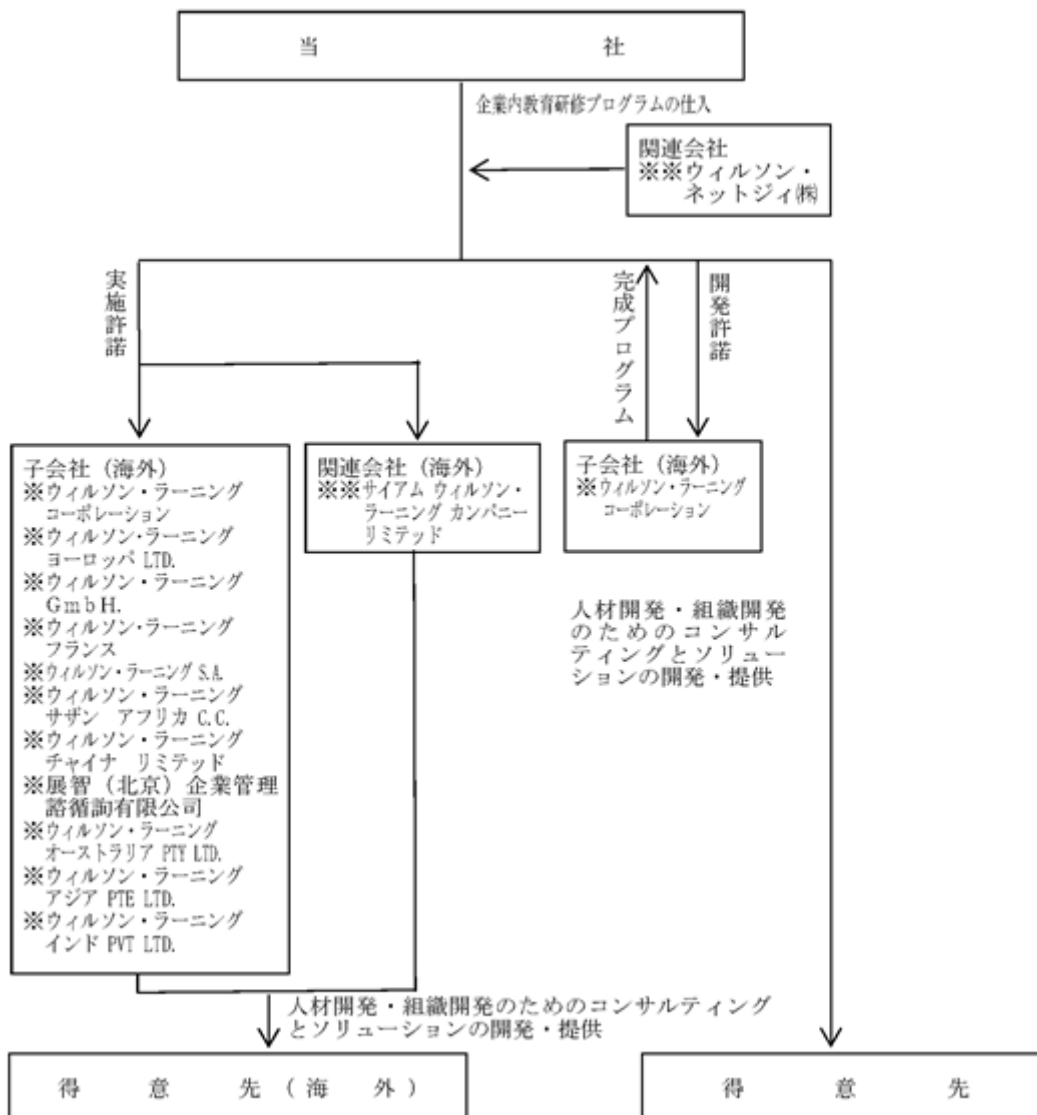 当社
企業内教育研修プログラムの仕入
関連会社
※※ウィルソン・
ネットジィ㈱
実施許諾
完成プログラム
開発許諾
子会社（海外）
※ウィルソン・ラーニング
コーポレーション
※ウィルソン・ラーニング
ヨーロッパ LTD.
※ウィルソン・ラーニング
GmbH.
※ウィルソン・ラーニング
フランス
※ウィルソン・ラーニング S.A.
※ウィルソン・ラーニング
サザン アフリカ C.C.
※ウィルソン・ラーニング
チャイナ リミテッド
※展智（北京）企業管理
諮循詢有限公司
※ウィルソン・ラーニング
オーストラリア PTY LTD.
※ウィルソン・ラーニング
アジア PTE LTD.
※ウィルソン・ラーニング
インド PVT LTD.
関連会社（海外）
※※サイアム ウィルソン・
ラーニング カンパニー
リミテッド
子会社（海外）
※ウィルソン・ラーニング
コーポレーション
人材開発・組織開発
のためのコンサル
ティングとソリュー
ションの開発・提供
人材開発・組織開発のためのコンサルティング
とソリューションの開発・提供
得意先（海外）
得意先